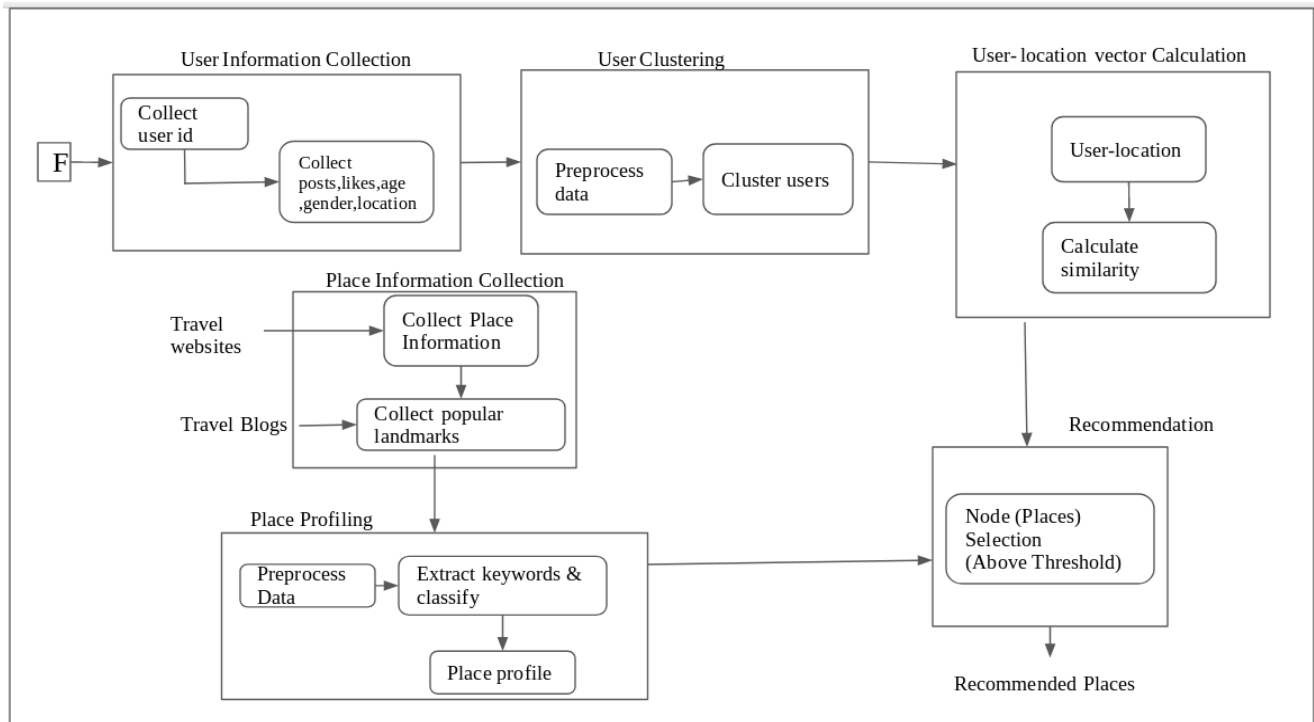 User Information Collection
User Clustering
User-location vector Calculation
F
Collect
user id
Collect
posts,likes,age
,gender,location
Preprocess
data
Cluster users
User-location
Calculate
similarity
Place Information Collection
Travel
websites
Collect Place
Information
Travel Blogs
Collect popular
landmarks
Place Profiling
Preprocess
Data
Extract keywords &
classify
Place profile
Recommendation
Node (Places)
Selection
(Above Threshold)
Recommended Places